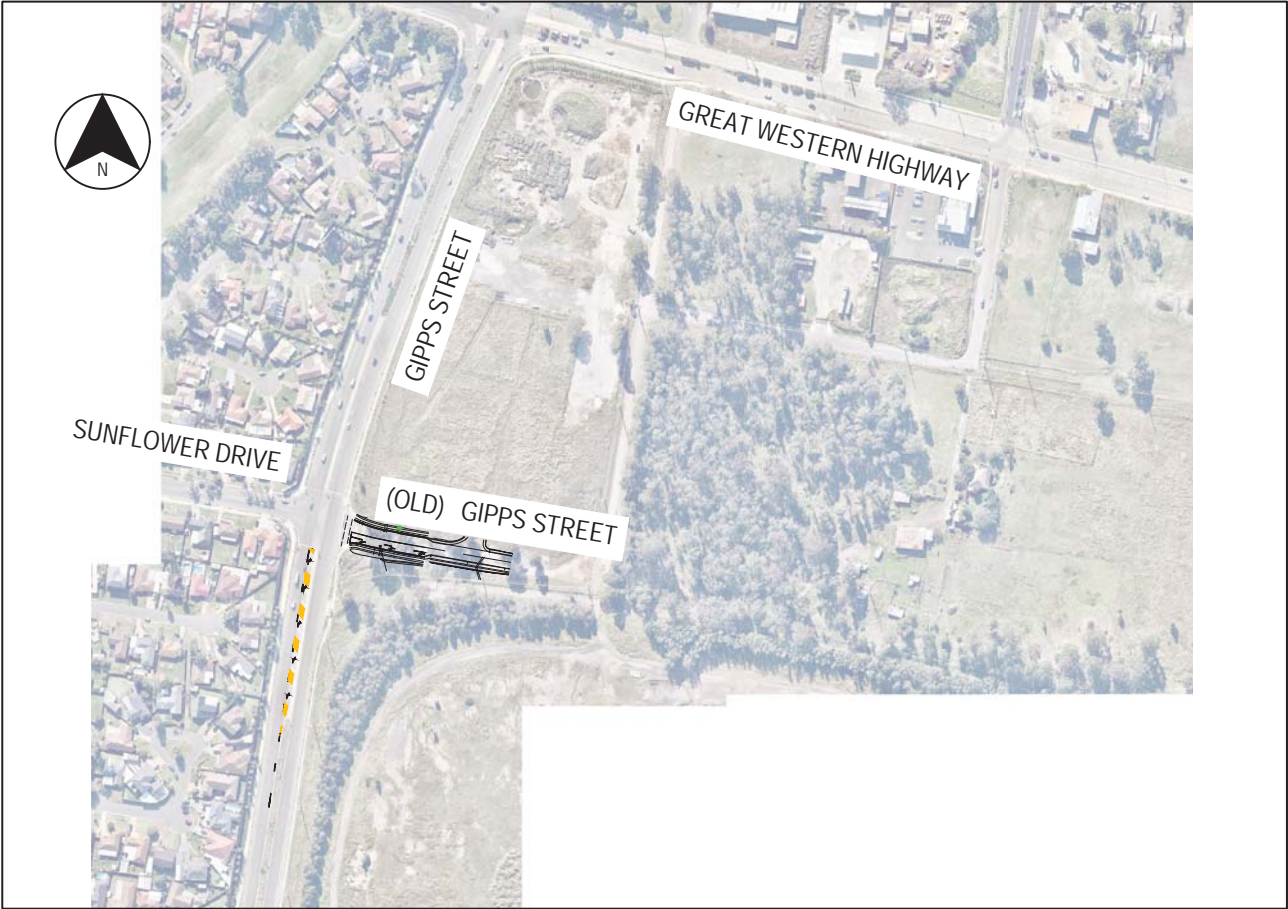 GREAT WESTERN HIGHWAY
N
GIPPS STREET
SUNFLOWER DRIVE
(OLD) GIPPS STREET